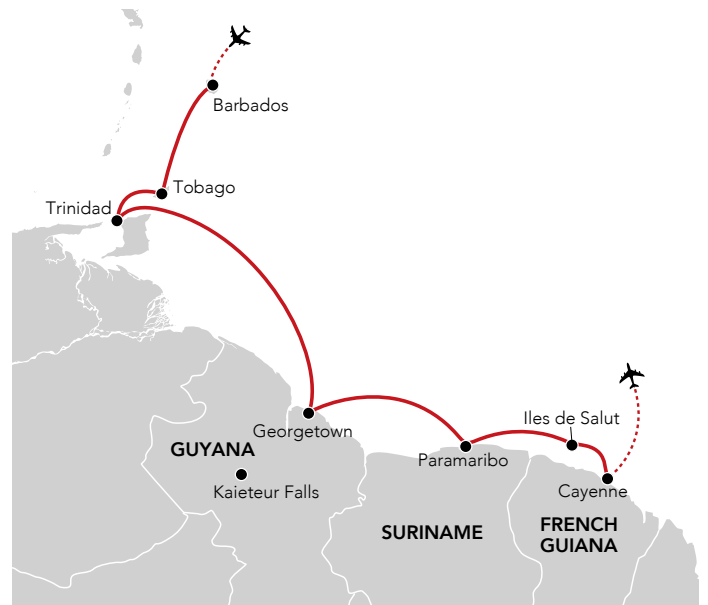 Barbados
Tobago
Trinidad
Georgetown
GUYANA
Kaieteur Falls
Iles de Salut
Paramaribo
Cayenne
SURINAME
FRENCH
GUIANA